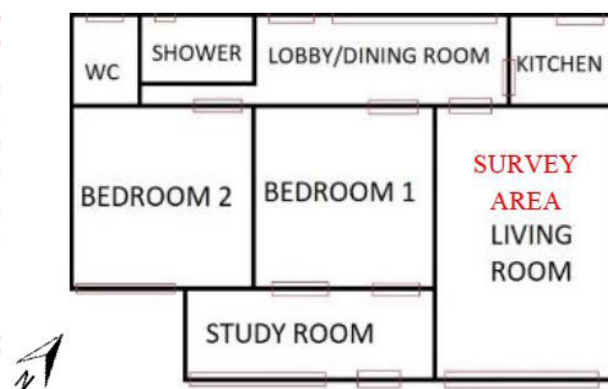 WC
SHOWER
LOBBY/DINING ROOM
KITCHEN
BEDROOM 2
BEDROOM 1
SURVEY
AREA
LIVING
ROOM
STUDY ROOM
N